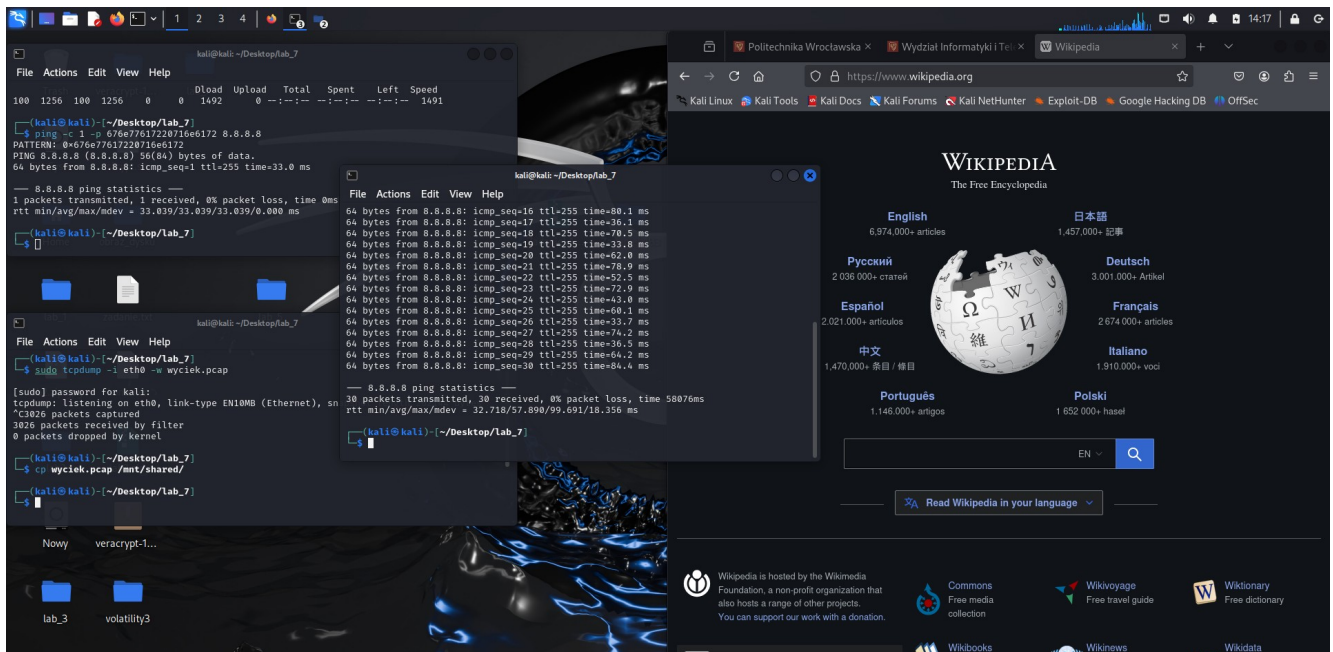 1 2 3 4
14:17
kali@kali: ~/Desktop/lab_7
File Actions Edit View Help
Dload Upload Total Spent Left Speed
100 1256 100 1256 0 0 1492 0 --:--:-- --:--:-- --:--:-- 1491
(kali㉿kali)-[~/Desktop/lab_7]
$ ping -c 1 -p 676e77617220716e6172 8.8.8.8
PATTERN: 0×676e77617220716e6172
PING 8.8.8.8 (8.8.8.8) 56(84) bytes of data.
64 bytes from 8.8.8.8: icmp_seq=1 ttl=255 time=33.0 ms
— 8.8.8.8 ping statistics —
1 packets transmitted, 1 received, 0% packet loss, time 0ms
rtt min/avg/max/mdev = 33.039/33.039/33.039/0.000 ms
(kali㉿kali)-[~/Desktop/lab_7]
$
kali@kali: ~/Desktop/lab_7
File Actions Edit View Help
(kali㉿kali)-[~/Desktop/lab_7]
$ sudo tcpdump -i eth0 -w wyciek.pcap
[sudo] password for kali:
tcpdump: listening on eth0, link-type EN10MB (Ethernet), sn
^C3026 packets captured
3026 packets received by filter
0 packets dropped by kernel
(kali㉿kali)-[~/Desktop/lab_7]
$ cp wyciek.pcap /mnt/shared/
(kali㉿kali)-[~/Desktop/lab_7]
$
Nowy
veracrypt-1...
lab_3
volatility3
kali@kali: ~/Desktop/lab_7
File Actions Edit View Help
64 bytes from 8.8.8.8: icmp_seq=16 ttl=255 time=80.1 ms
64 bytes from 8.8.8.8: icmp_seq=17 ttl=255 time=36.1 ms
64 bytes from 8.8.8.8: icmp_seq=18 ttl=255 time=70.5 ms
64 bytes from 8.8.8.8: icmp_seq=19 ttl=255 time=33.8 ms
64 bytes from 8.8.8.8: icmp_seq=20 ttl=255 time=62.0 ms
64 bytes from 8.8.8.8: icmp_seq=21 ttl=255 time=78.9 ms
64 bytes from 8.8.8.8: icmp_seq=22 ttl=255 time=52.5 ms
64 bytes from 8.8.8.8: icmp_seq=23 ttl=255 time=72.9 ms
64 bytes from 8.8.8.8: icmp_seq=24 ttl=255 time=43.0 ms
64 bytes from 8.8.8.8: icmp_seq=25 ttl=255 time=60.1 ms
64 bytes from 8.8.8.8: icmp_seq=26 ttl=255 time=33.7 ms
64 bytes from 8.8.8.8: icmp_seq=27 ttl=255 time=74.2 ms
64 bytes from 8.8.8.8: icmp_seq=28 ttl=255 time=36.5 ms
64 bytes from 8.8.8.8: icmp_seq=29 ttl=255 time=64.2 ms
64 bytes from 8.8.8.8: icmp_seq=30 ttl=255 time=84.4 ms
— 8.8.8.8 ping statistics —
30 packets transmitted, 30 received, 0% packet loss, time 58076ms
rtt min/avg/max/mdev = 32.718/57.890/99.691/18.356 ms
(kali㉿kali)-[~/Desktop/lab_7]
$
Politechnika Wrocławska
Wydział Informatyki i Tel
Wikipedia
https://www.wikipedia.org
Kali Linux Kali Tools Kali Docs Kali Forums Kali NetHunter Exploit-DB Google Hacking DB OffSec
WIKIPEDIA
The Free Encyclopedia
English
6,974,000+ articles
日本語
1,457,000+ 記事
Русский
2 036 000+ статей
Deutsch
3.001.000+ Artikel
Español
2.021.000+ artículos
Français
2 674 000+ articles
中文
1,470,000+ 条目 / 條目
Italiano
1.910.000+ voci
Português
1.146.000+ artigos
Polski
1 652 000+ haseł
EN
Read Wikipedia in your language
Wikipedia is hosted by the Wikimedia
Foundation, a non-profit organization that
also hosts a range of other projects.
You can support our work with a donation.
Commons
Free media
collection
Wikivoyage
Free travel guide
Wiktionary
Free dictionary
Wikibooks
Wikinews
Wikidata